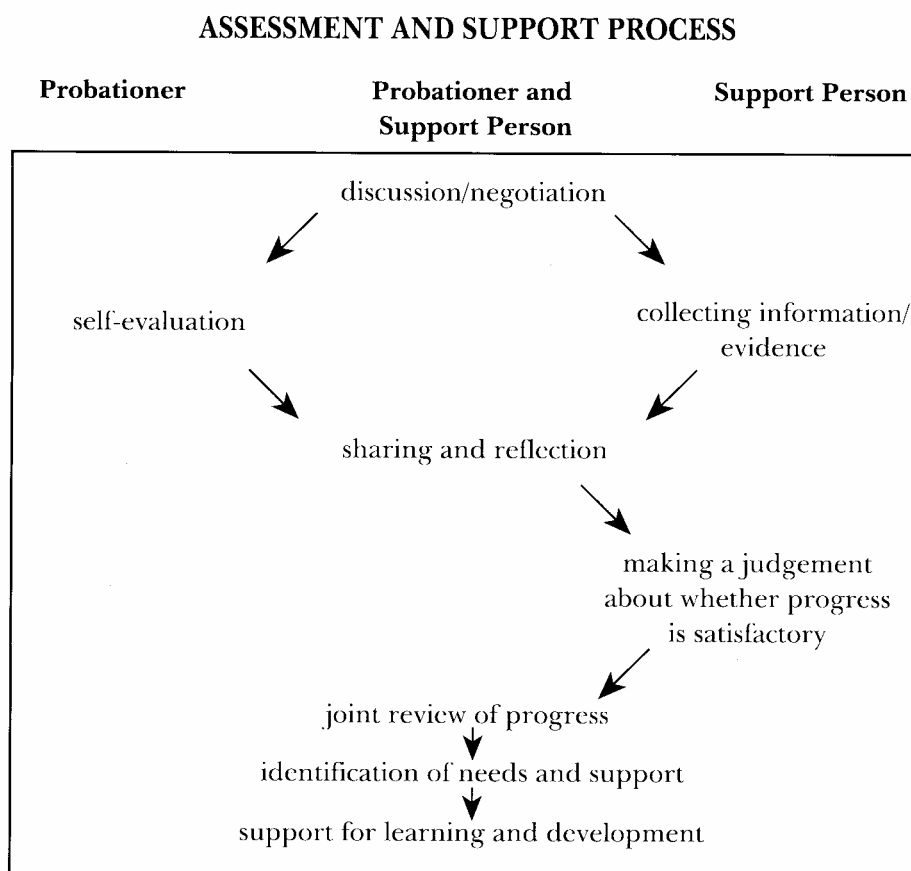 ASSESSMENT AND SUPPORT PROCESS
Probationer
Probationer and
Support Person
Support Person
discussion/negotiation
self-evaluation
collecting information/
evidence
sharing and reflection
making a judgement
about whether progress
is satisfactory
joint review of progress
identification of needs and support
support for learning and development